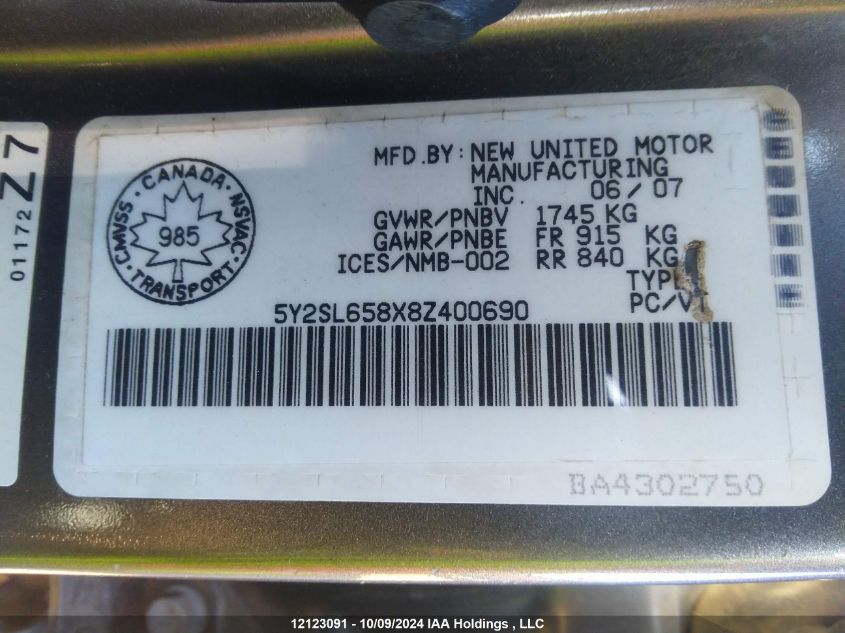 Z7
01172
CANADA · NSVAC · TRANSPORT · CMVSS
985
MFD.BY: NEW UNITED MOTOR
MANUFACTURING
INC. 06/07
GVWR/PNBV 1745 KG
GAWR/PNBE FR 915 KG
ICES/NMB-002 RR 840 KG
TYPE
PC/V
5Y2SL658X8Z400690
BA4302750
12123091 - 10/09/2024 IAA Holdings , LLC